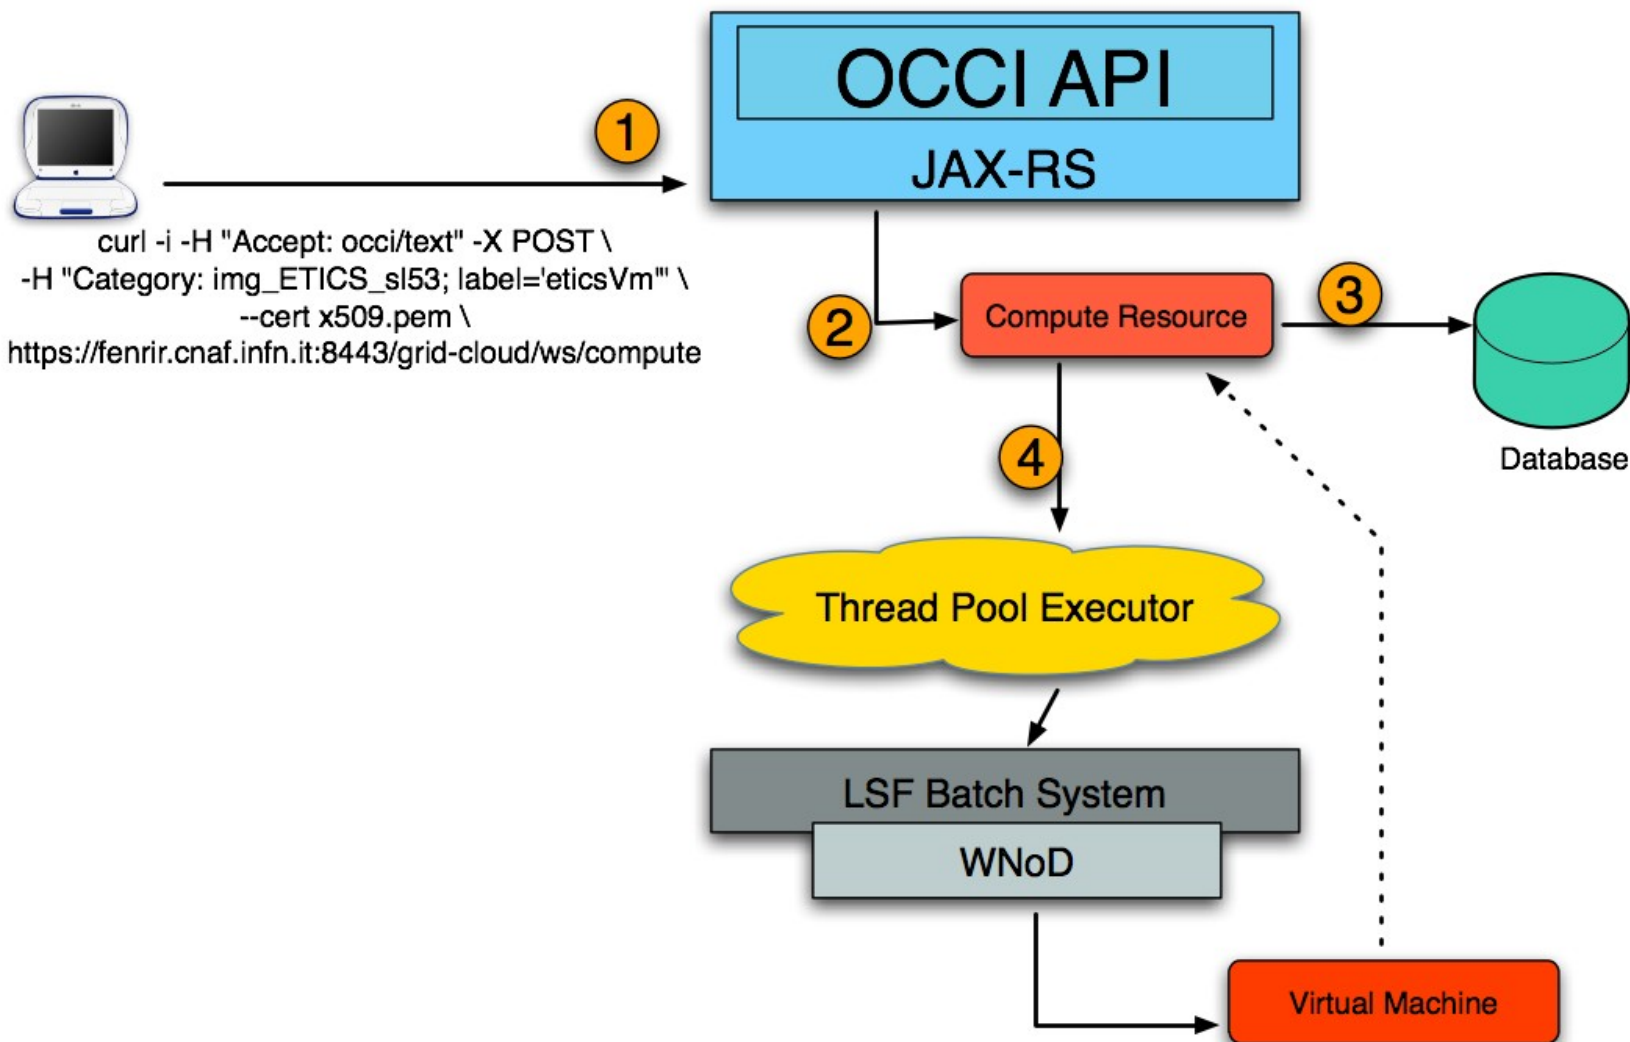 OCCI API
JAX-RS
1
curl -i -H "Accept: occi/text" -X POST \
-H "Category: img_ETICS_sl53; label='eticsVm'" \
--cert x509.pem \
https://fenrir.cnaf.infn.it:8443/grid-cloud/ws/compute
2
Compute Resource
3
Database
4
Thread Pool Executor
LSF Batch System
WNoD
Virtual Machine